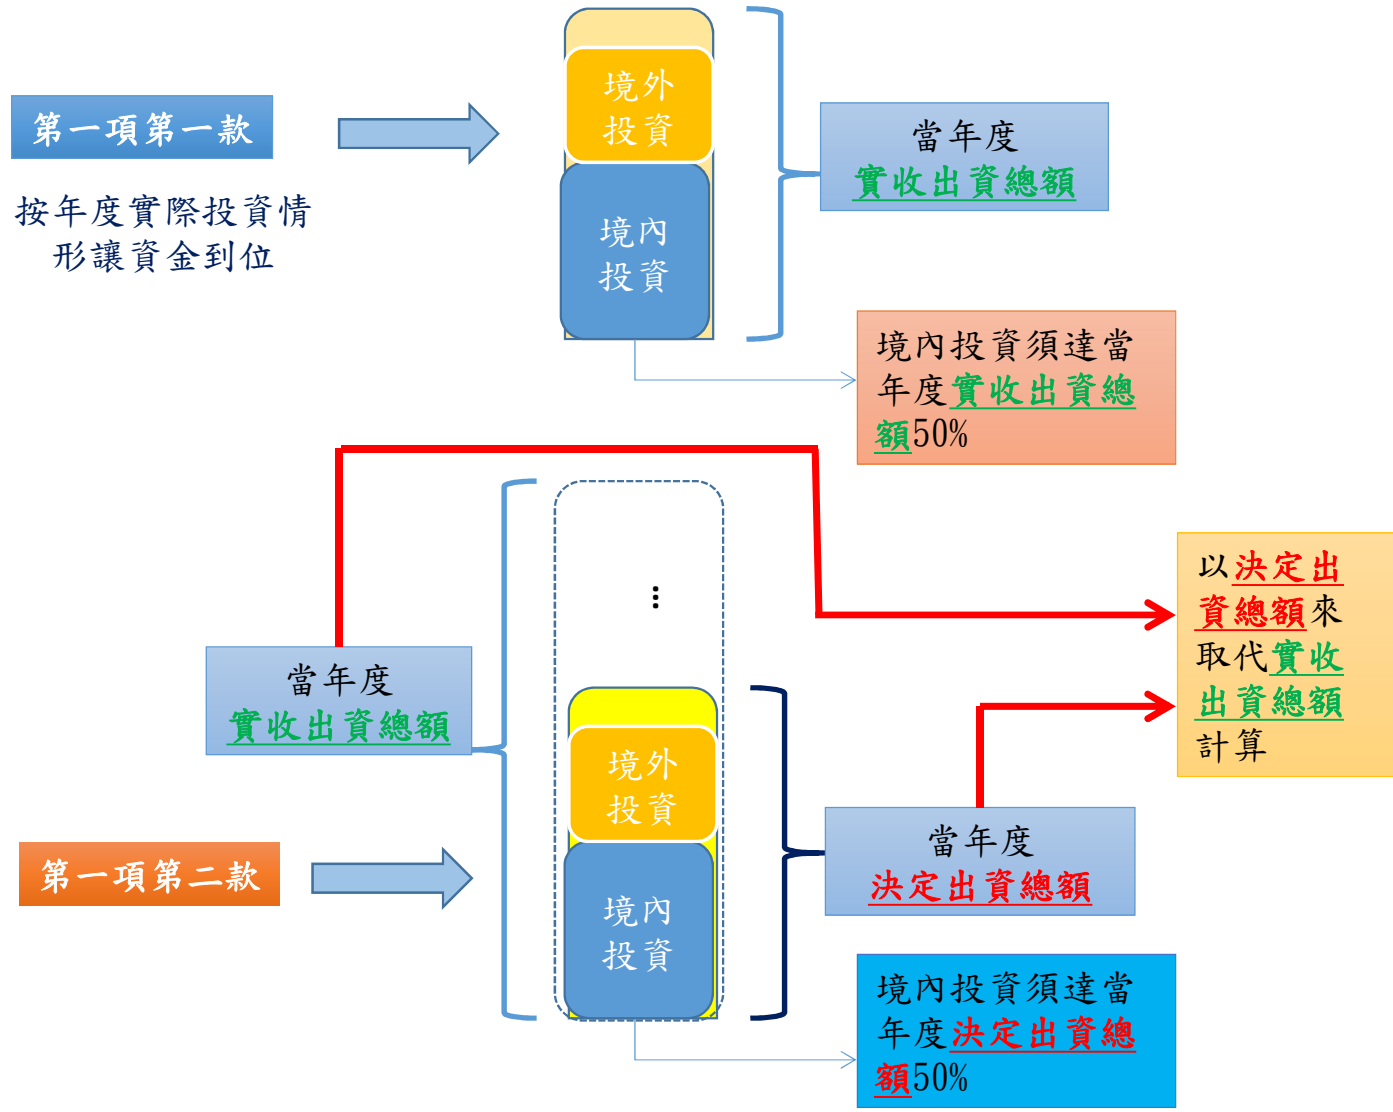 第一項第一款
按年度實際投資情
形讓資金到位
境外
投資
境內
投資
當年度
實收出資總額
境內投資須達當
年度實收出資總
額50%
以決定出
資總額來
取代實收
出資總額
計算
⋮
當年度
實收出資總額
第一項第二款
境外
投資
境內
投資
當年度
決定出資總額
境內投資須達當
年度決定出資總
額50%